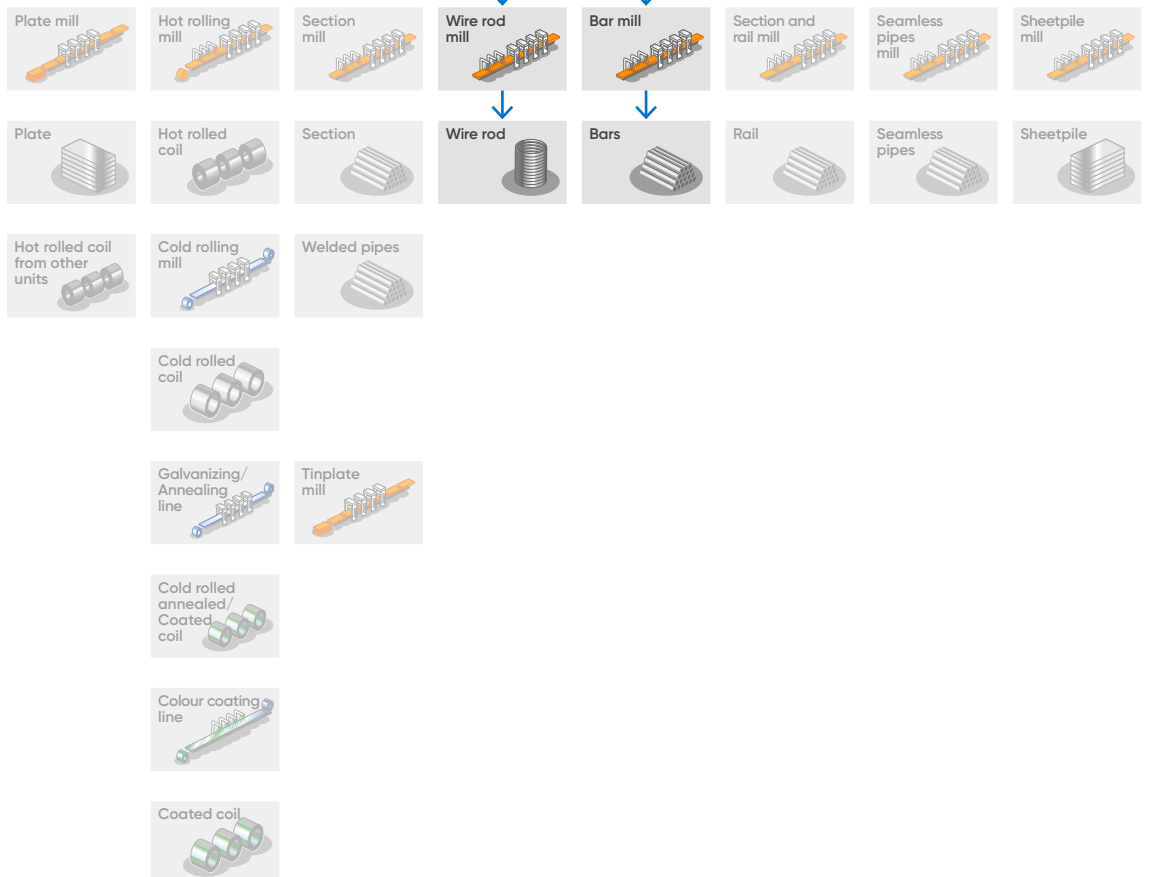 Plate mill
Hot rolling
mill
Section
mill
Wire rod
mill
Bar mill
Section and
rail mill
Seamless
pipes
mill
Sheetpile
mill
Plate
Hot rolled
coil
Section
Wire rod
Bars
Rail
Seamless
pipes
Sheetpile
Hot rolled coil
from other
units
Cold rolling
mill
Welded pipes
Cold rolled
coil
Galvanizing/
Annealing
line
Tinplate
mill
Cold rolled
annealed/
Coated
coil
Colour coating
line
Coated coil